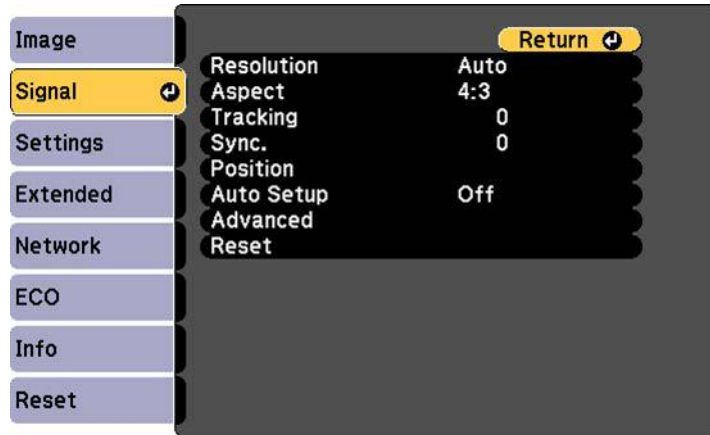 Image
Signal
Settings
Extended
Network
ECO
Info
Reset
Return
Resolution Auto
Aspect 4:3
Tracking 0
Sync. 0
Position
Auto Setup Off
Advanced
Reset